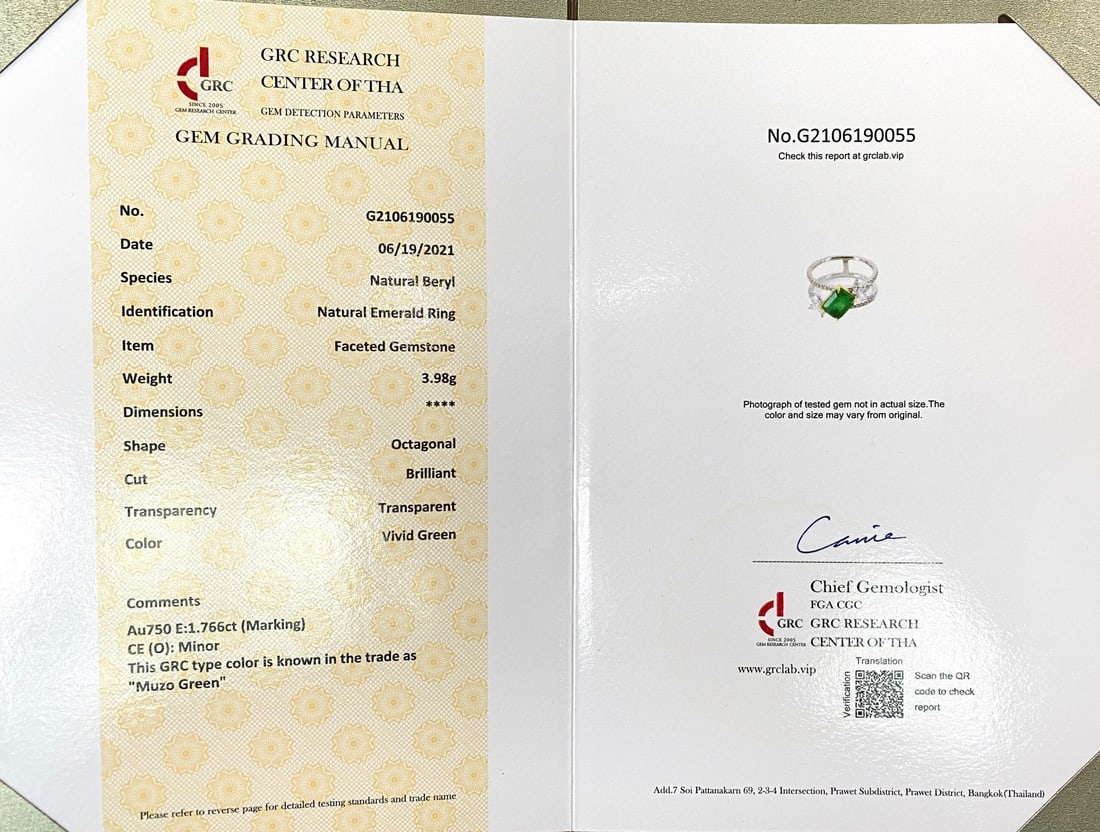 GRC
SINCE 2005
GEM RESEARCH CENTER
GRC RESEARCH
CENTER OF THA
GEM DETECTION PARAMETERS
GEM GRADING MANUAL
No. G2106190055
Date 06/19/2021
Species Natural Beryl
Identification Natural Emerald Ring
Item Faceted Gemstone
Weight 3.98g
Dimensions ****
Shape Octagonal
Cut Brilliant
Transparency Transparent
Color Vivid Green
Comments
Au750 E:1.766ct (Marking)
CE (O): Minor
This GRC type color is known in the trade as
"Muzo Green"
Please refer to reverse page for detailed testing standards and trade name
No.G2106190055
Check this report at grclab.vip
Photograph of tested gem not in actual size.The
color and size may vary from original.
Chief Gemologist
FGA CGC
GRC
SINCE 2005
GEM RESEARCH CENTER
GRC RESEARCH
CENTER OF THA
www.grclab.vip
Translation
Verification
Scan the QR
code to check
report
Add.7 Soi Pattanakarn 69, 2-3-4 Intersection, Prawet Subdistrict, Prawet District, Bangkok(Thailand)